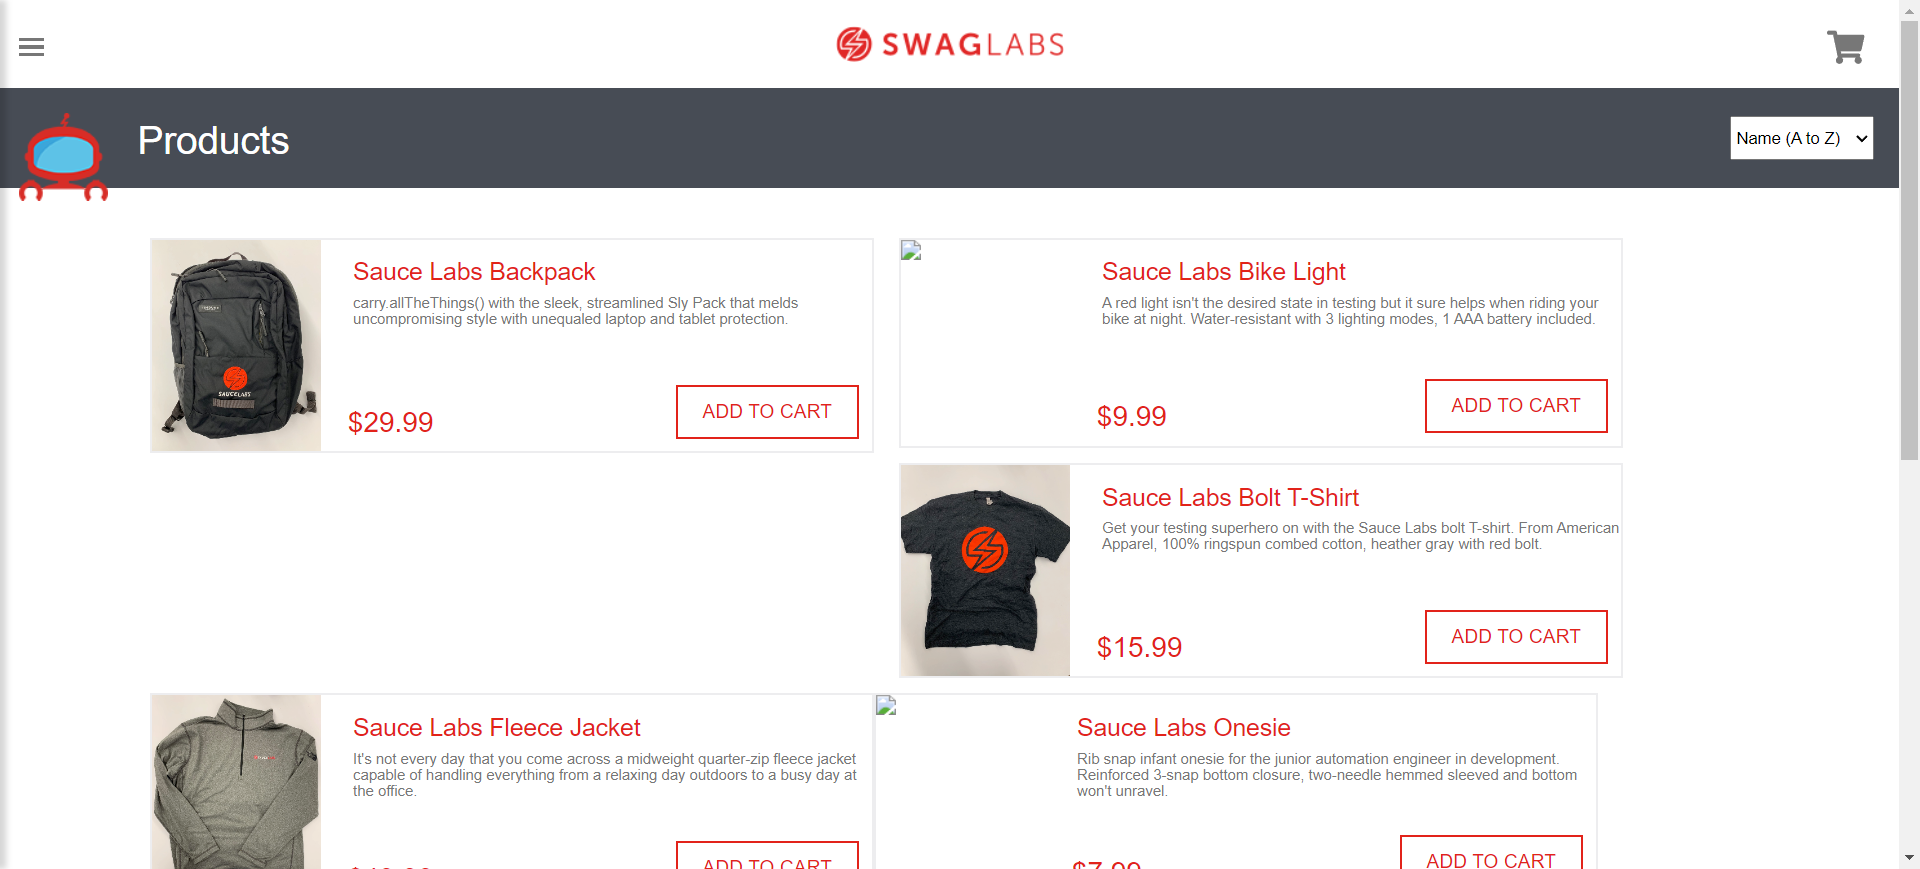 SWAGLABS
Products
Name (A to Z)
Sauce Labs Backpack
carry.allTheThings() with the sleek, streamlined Sly Pack that melds
uncompromising style with unequaled laptop and tablet protection.
SAUCELABS
$29.99
ADD TO CART
Sauce Labs Bike Light
A red light isn't the desired state in testing but it sure helps when riding your
bike at night. Water-resistant with 3 lighting modes, 1 AAA battery included.
$9.99
ADD TO CART
Sauce Labs Bolt T-Shirt
Get your testing superhero on with the Sauce Labs bolt T-shirt. From American
Apparel, 100% ringspun combed cotton, heather gray with red bolt.
$15.99
ADD TO CART
Sauce Labs Fleece Jacket
It's not every day that you come across a midweight quarter-zip fleece jacket
capable of handling everything from a relaxing day outdoors to a busy day at
the office.
ADD TO CART
Sauce Labs Onesie
Rib snap infant onesie for the junior automation engineer in development.
Reinforced 3-snap bottom closure, two-needle hemmed sleeved and bottom
won't unravel.
$7.99
ADD TO CART